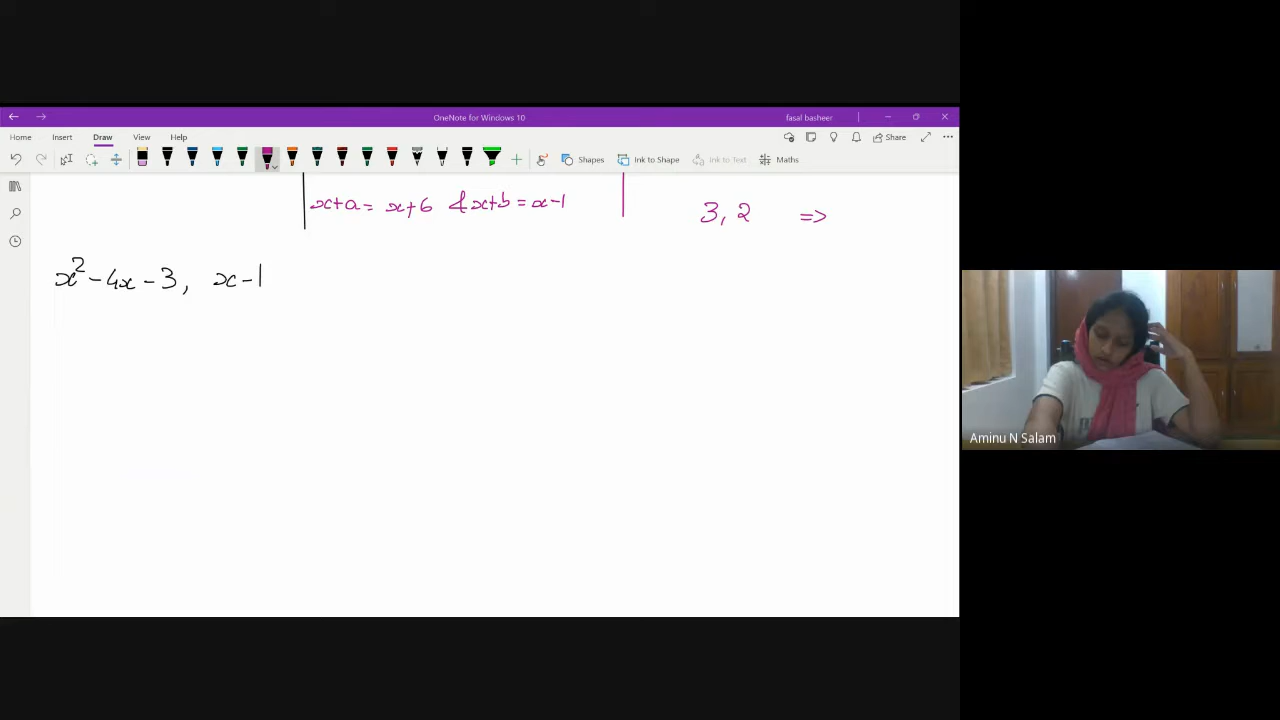 OneNote for Windows 10
fasal basheer
Home Insert Draw View Help
Share
Shapes
Ink to Shape
Ink to Text
Maths
x+a = x+6 & x+b = x-1
3, 2 =>
x² - 4x - 3, x-1
Aminu N Salam